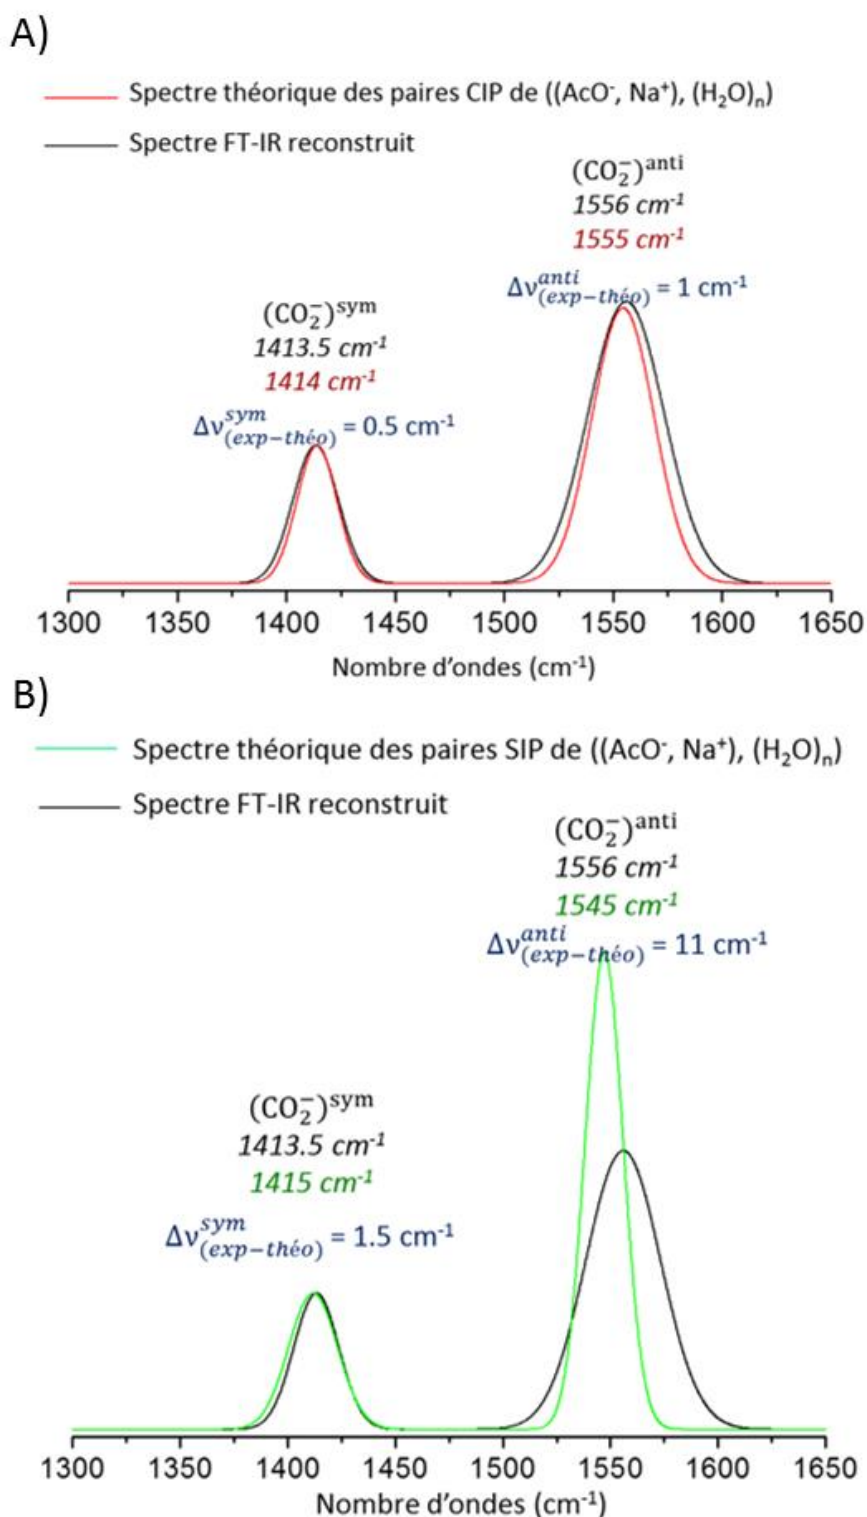 A)
Spectre théorique des paires CIP de ((AcO⁻, Na⁺), (H₂O)ₙ)
Spectre FT-IR reconstruit
(CO₂⁻)ᵃⁿᵗⁱ
1556 cm⁻¹
1555 cm⁻¹
Δν^{anti}_{(exp−théo)} = 1 cm⁻¹
(CO₂⁻)ˢʸᵐ
1413.5 cm⁻¹
1414 cm⁻¹
Δν^{sym}_{(exp−théo)} = 0.5 cm⁻¹
1300 1350 1400 1450 1500 1550 1600 1650
Nombre d'ondes (cm⁻¹)
B)
Spectre théorique des paires SIP de ((AcO⁻, Na⁺), (H₂O)ₙ)
Spectre FT-IR reconstruit
(CO₂⁻)ᵃⁿᵗⁱ
1556 cm⁻¹
1545 cm⁻¹
Δν^{anti}_{(exp−théo)} = 11 cm⁻¹
(CO₂⁻)ˢʸᵐ
1413.5 cm⁻¹
1415 cm⁻¹
Δν^{sym}_{(exp−théo)} = 1.5 cm⁻¹
1300 1350 1400 1450 1500 1550 1600 1650
Nombre d'ondes (cm⁻¹)